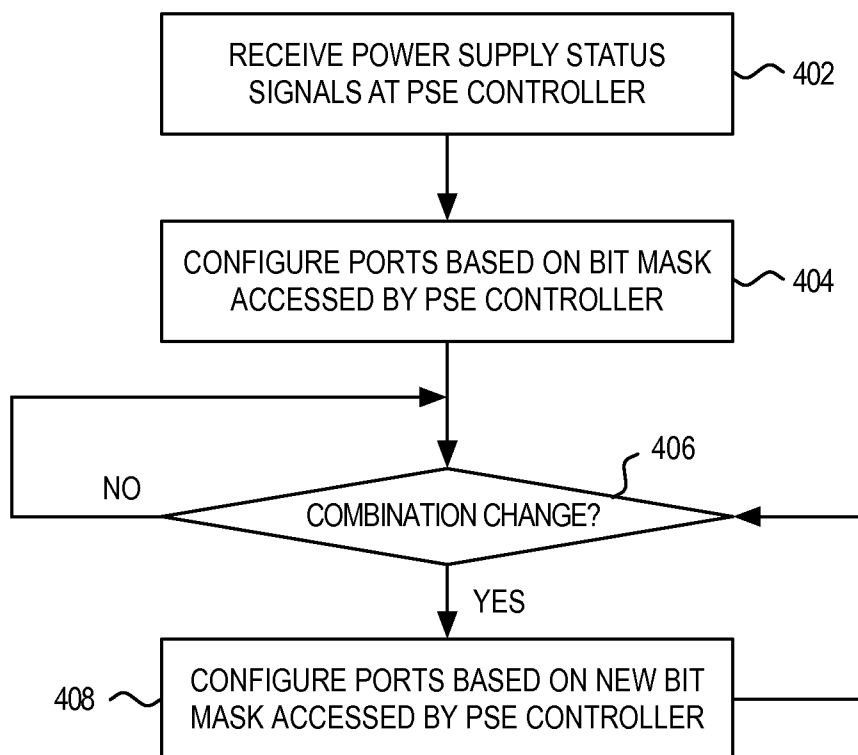 RECEIVE POWER SUPPLY STATUS
SIGNALS AT PSE CONTROLLER
402
CONFIGURE PORTS BASED ON BIT MASK
ACCESSED BY PSE CONTROLLER
404
406
NO
COMBINATION CHANGE?
YES
408
CONFIGURE PORTS BASED ON NEW BIT
MASK ACCESSED BY PSE CONTROLLER